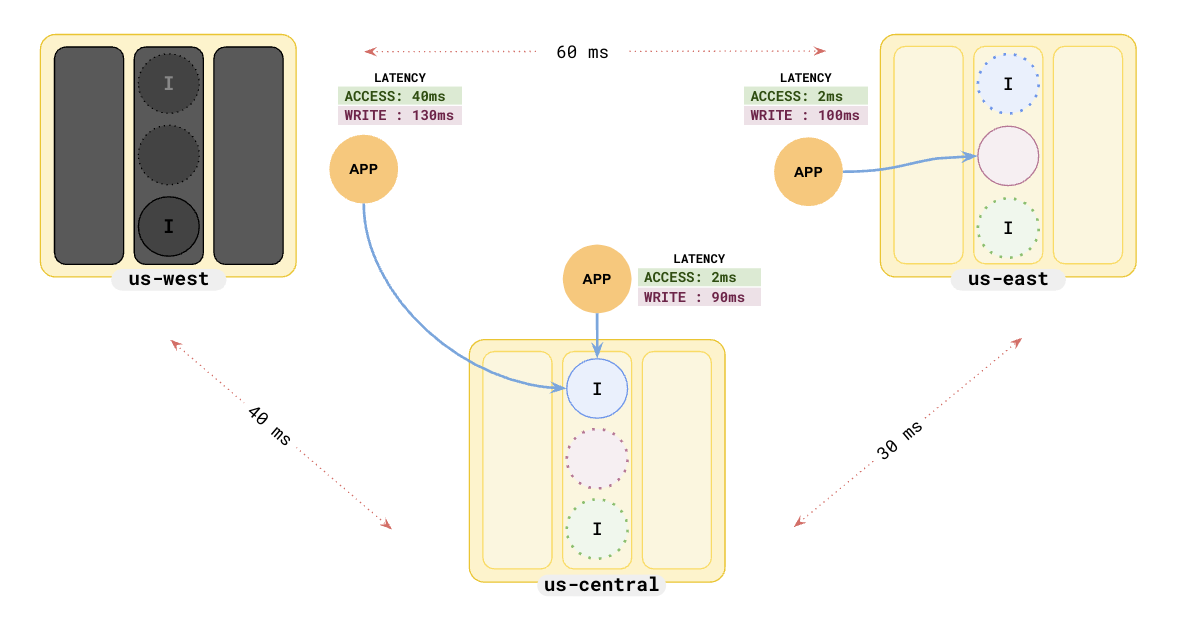 60 ms
LATENCY
ACCESS: 40ms
WRITE : 130ms
APP
LATENCY
ACCESS: 2ms
WRITE : 100ms
APP
I
I
us-west
I
I
us-east
APP
LATENCY
ACCESS: 2ms
WRITE : 90ms
40 ms
30 ms
I
I
us-central